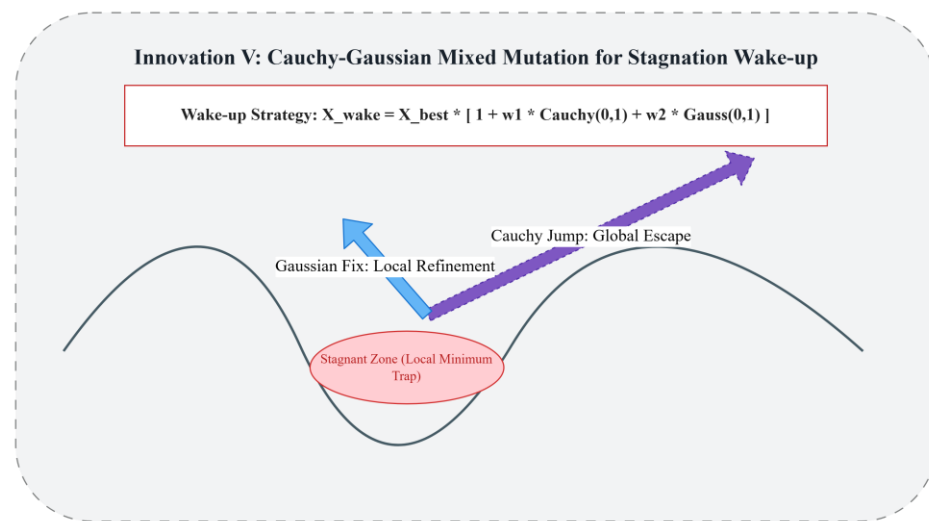 Innovation V: Cauchy-Gaussian Mixed Mutation for Stagnation Wake-up
Wake-up Strategy: X_wake = X_best * [ 1 + w1 * Cauchy(0,1) + w2 * Gauss(0,1) ]
Cauchy Jump: Global Escape
Gaussian Fix: Local Refinement
Stagnant Zone (Local Minimum
Trap)